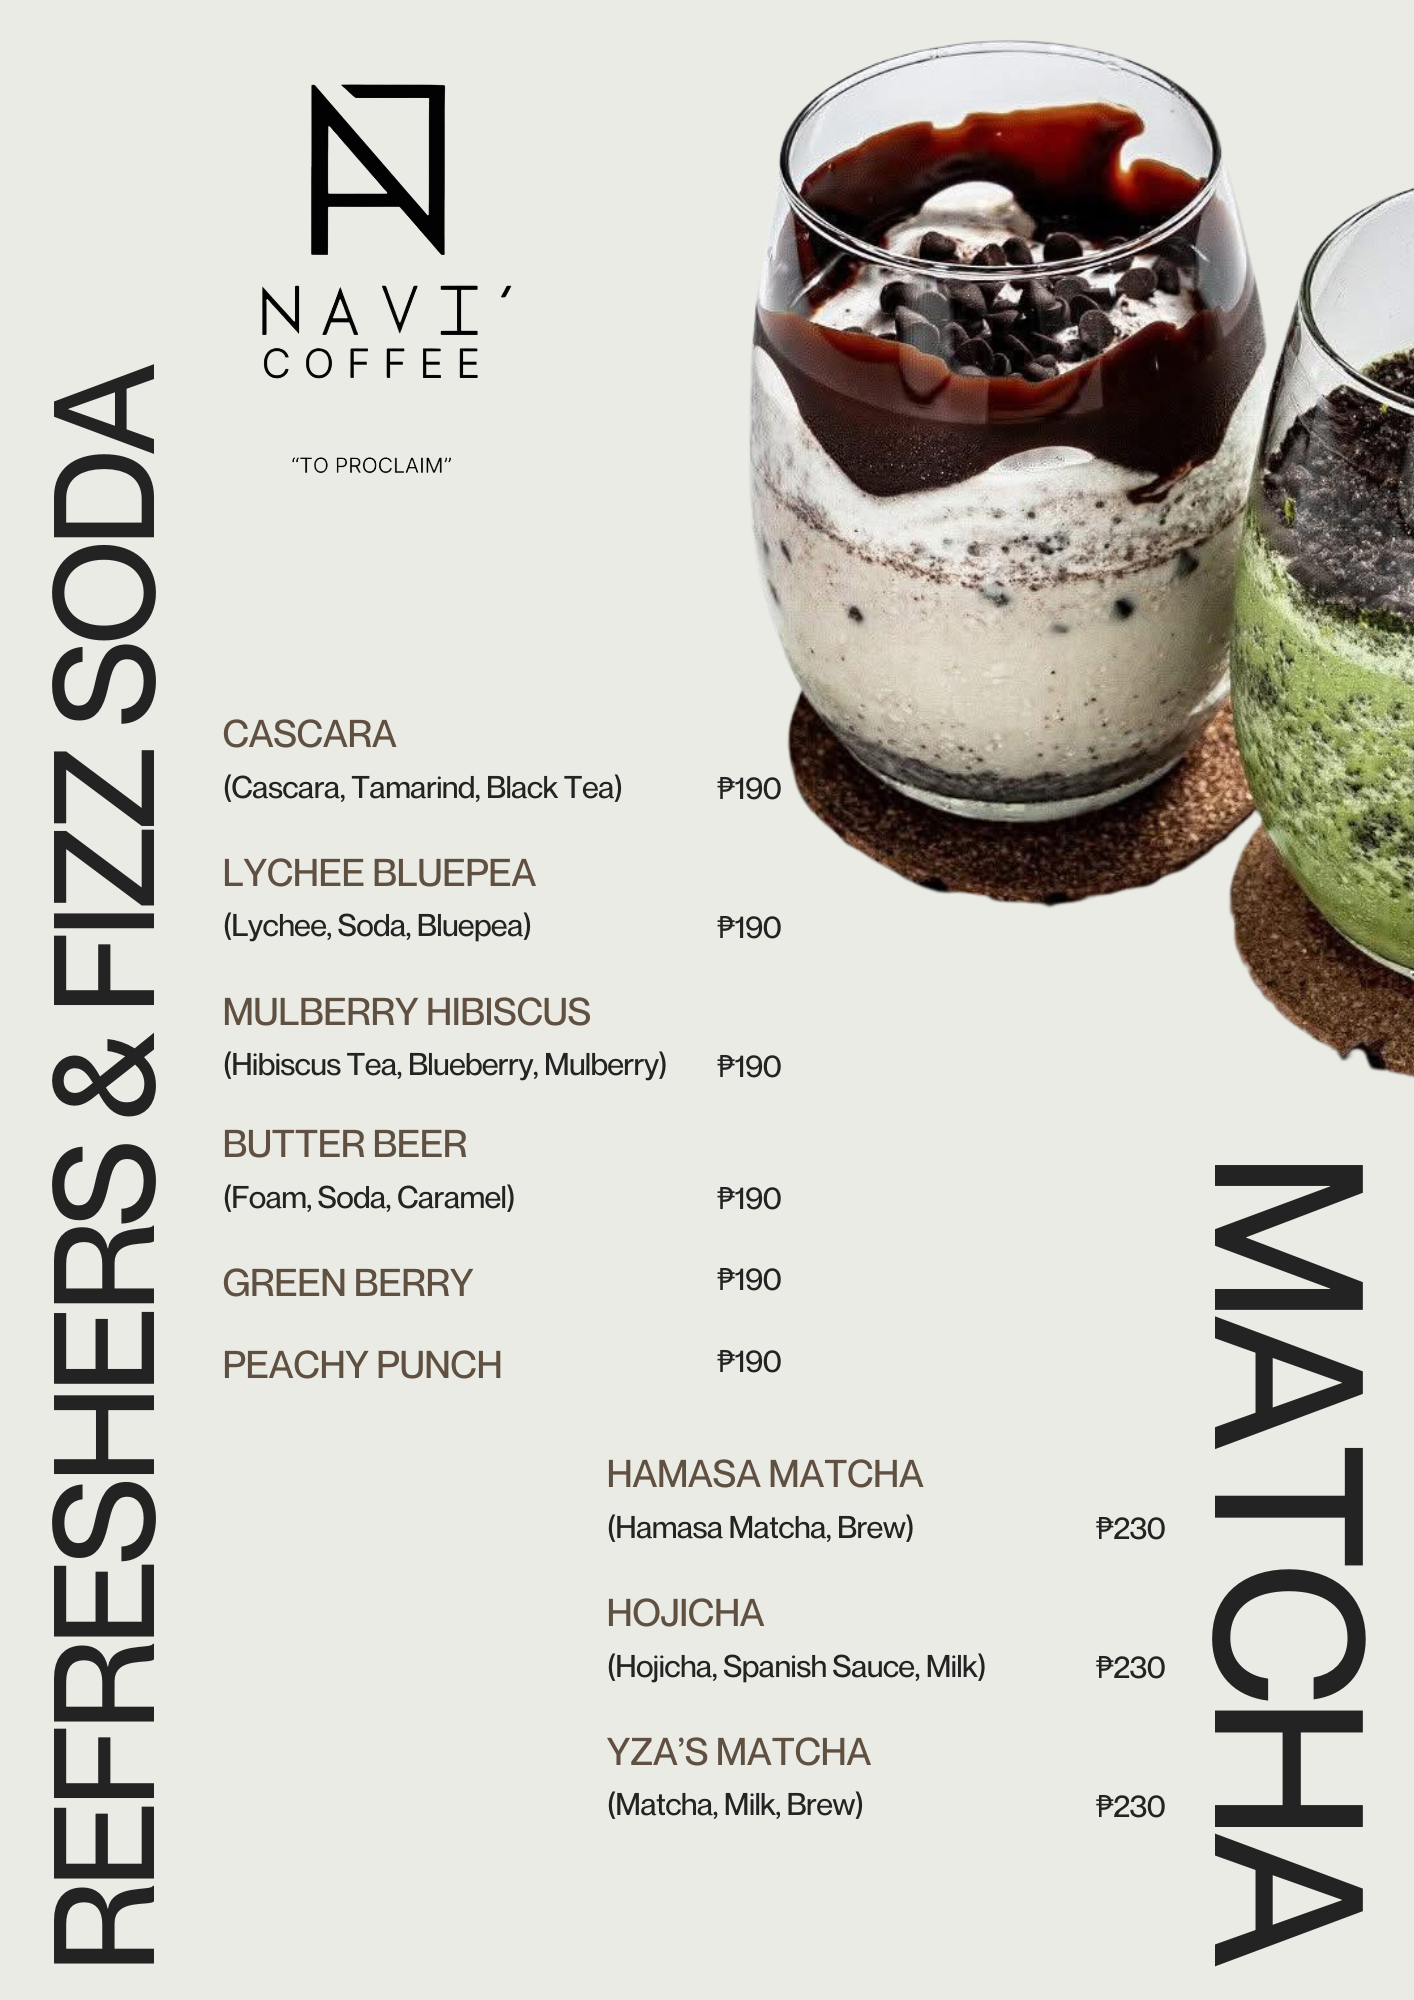 NAVI'
COFFEE
“TO PROCLAIM”
REFRESHERS & FIZZ SODA
CASCARA
(Cascara, Tamarind, Black Tea) ₱190
LYCHEE BLUEPEA
(Lychee, Soda, Bluepea) ₱190
MULBERRY HIBISCUS
(Hibiscus Tea, Blueberry, Mulberry) ₱190
BUTTER BEER
(Foam, Soda, Caramel) ₱190
GREEN BERRY ₱190
PEACHY PUNCH ₱190
MATCHA
HAMASA MATCHA
(Hamasa Matcha, Brew) ₱230
HOJICHA
(Hojicha, Spanish Sauce, Milk) ₱230
YZA’S MATCHA
(Matcha, Milk, Brew) ₱230